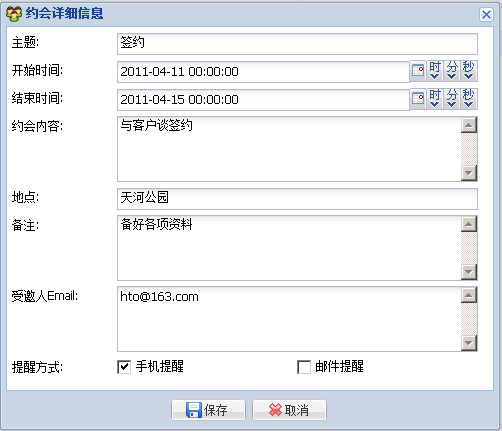 约会详细信息
主题: 签约
开始时间: 2011-04-11 00:00:00 时 分 秒
结束时间: 2011-04-15 00:00:00 时 分 秒
约会内容: 与客户谈签约
地点: 天河公园
备注: 备好各项资料
受邀人Email: hto@163.com
提醒方式: 手机提醒 邮件提醒
保存 取消